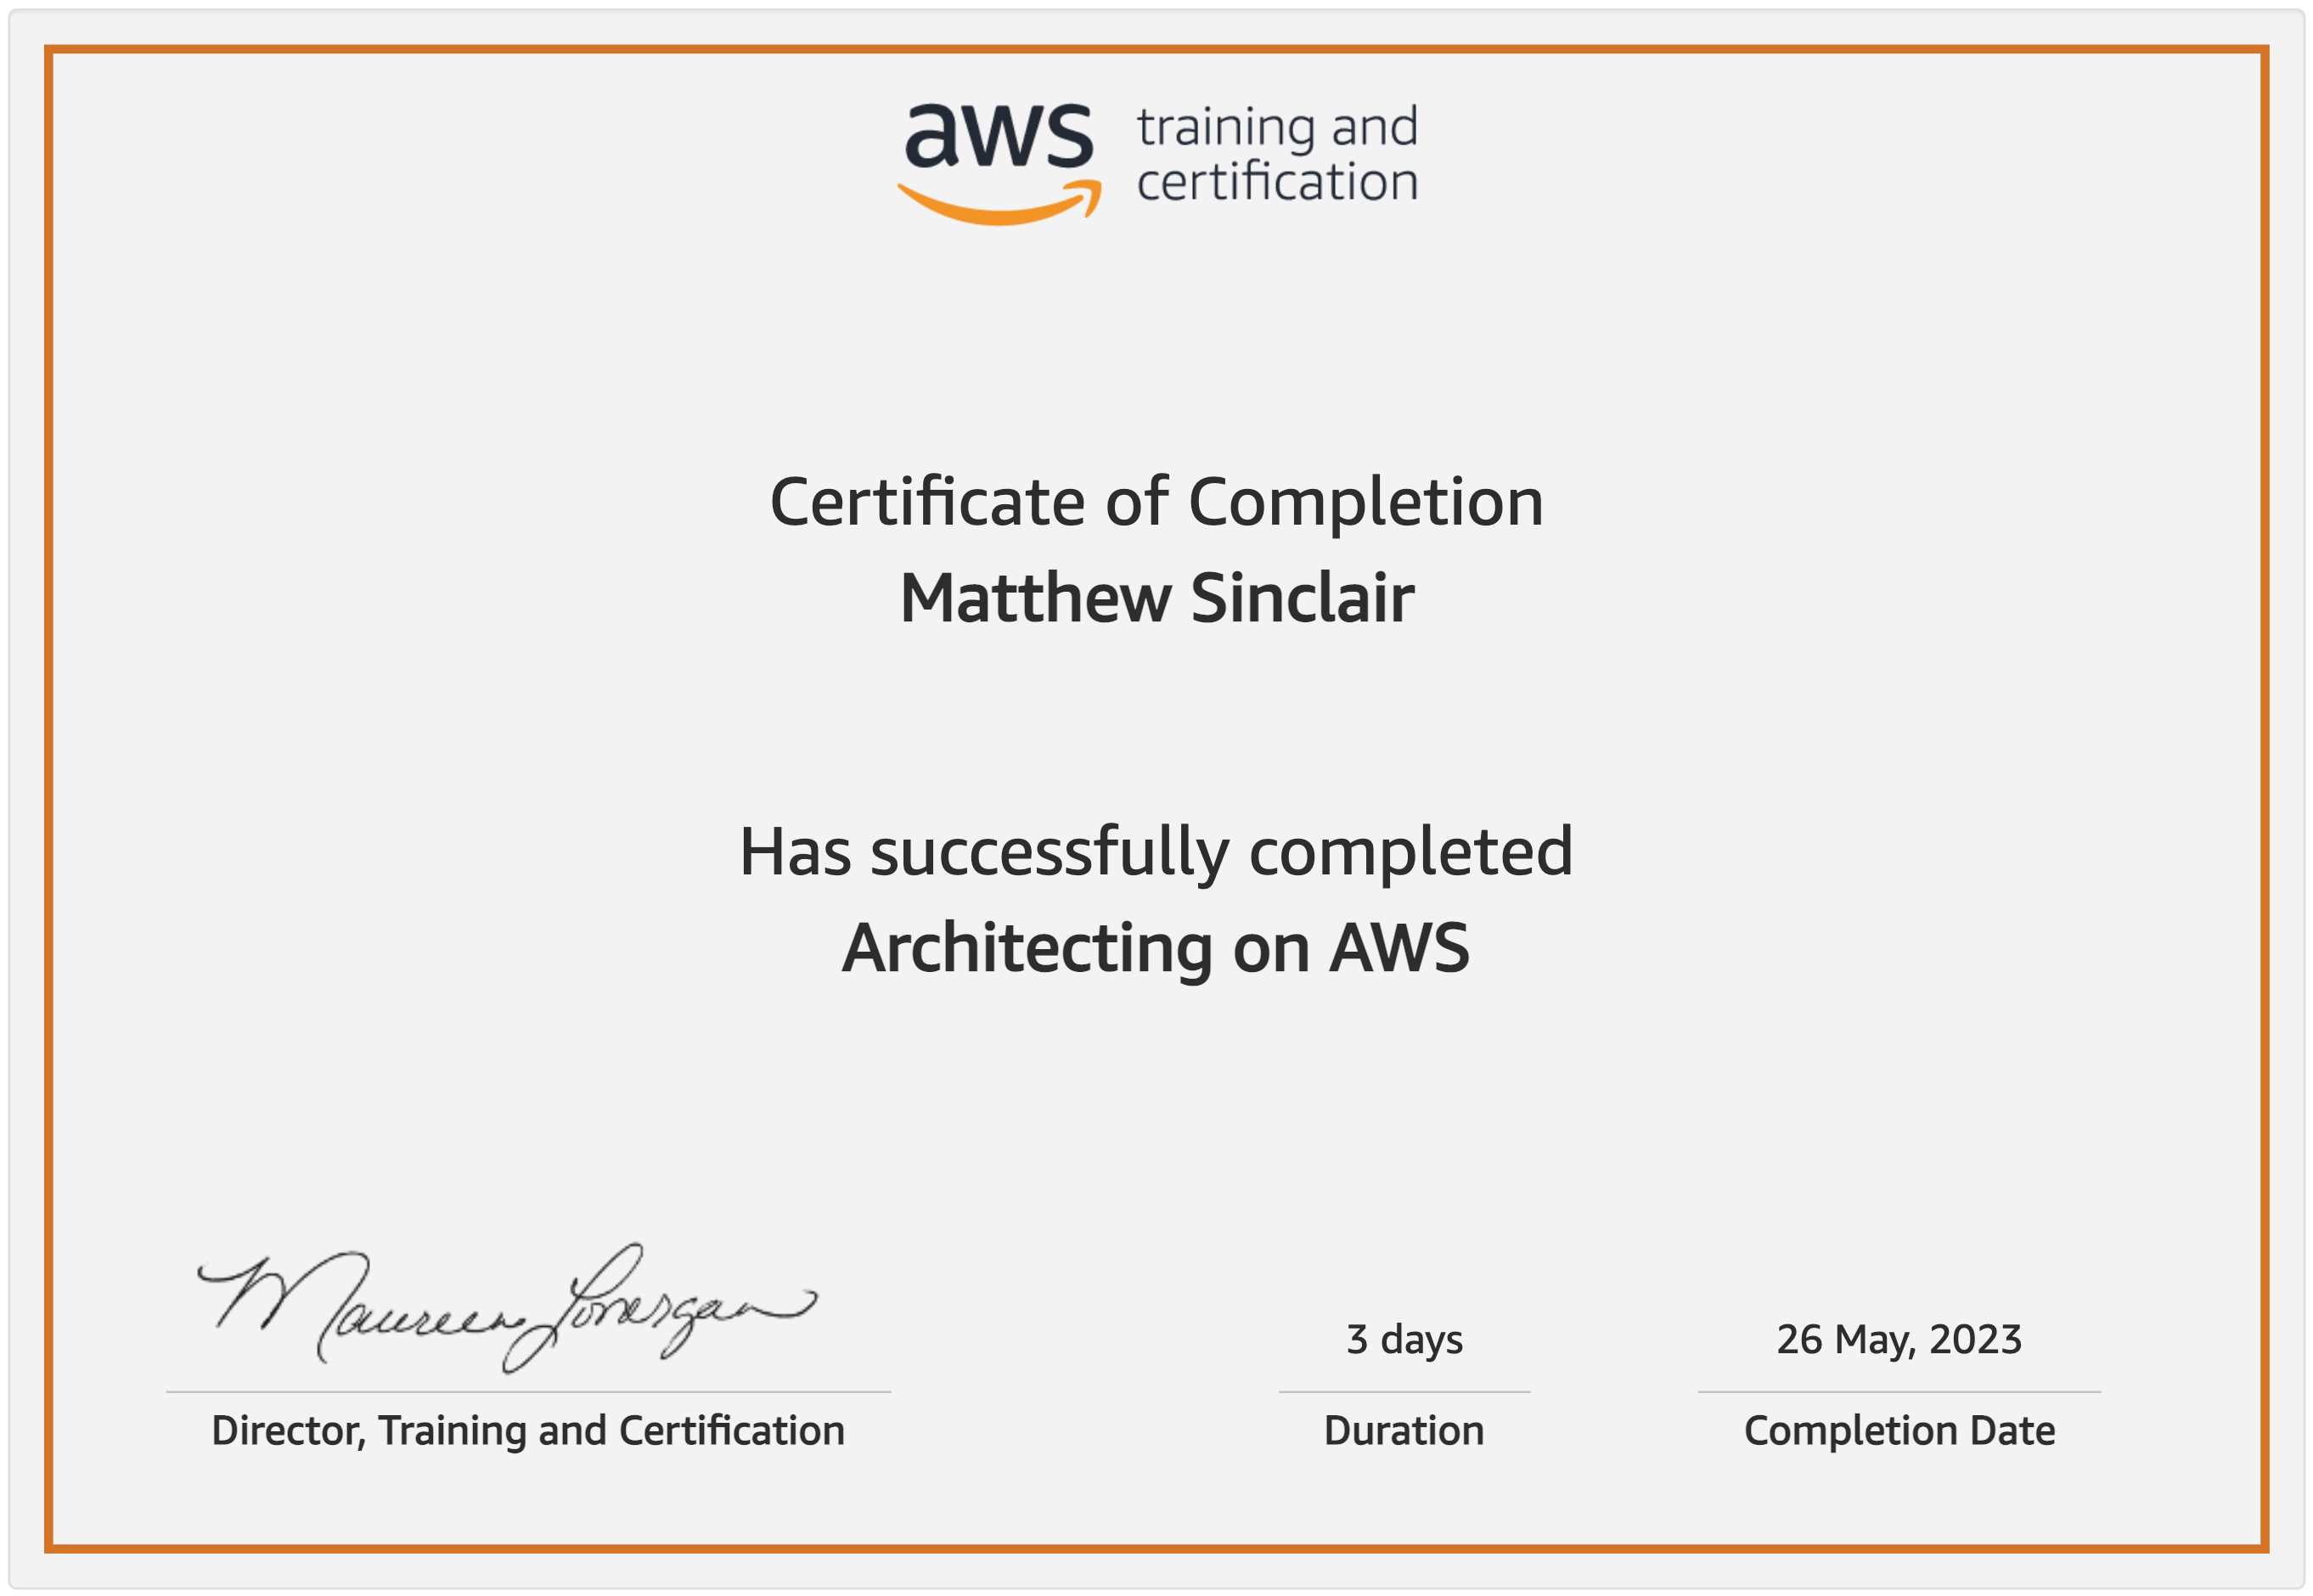 aws training and
certification
Certificate of Completion
Matthew Sinclair
Has successfully completed
Architecting on AWS
Maureen Lonergan
Director, Training and Certification
3 days
Duration
26 May, 2023
Completion Date